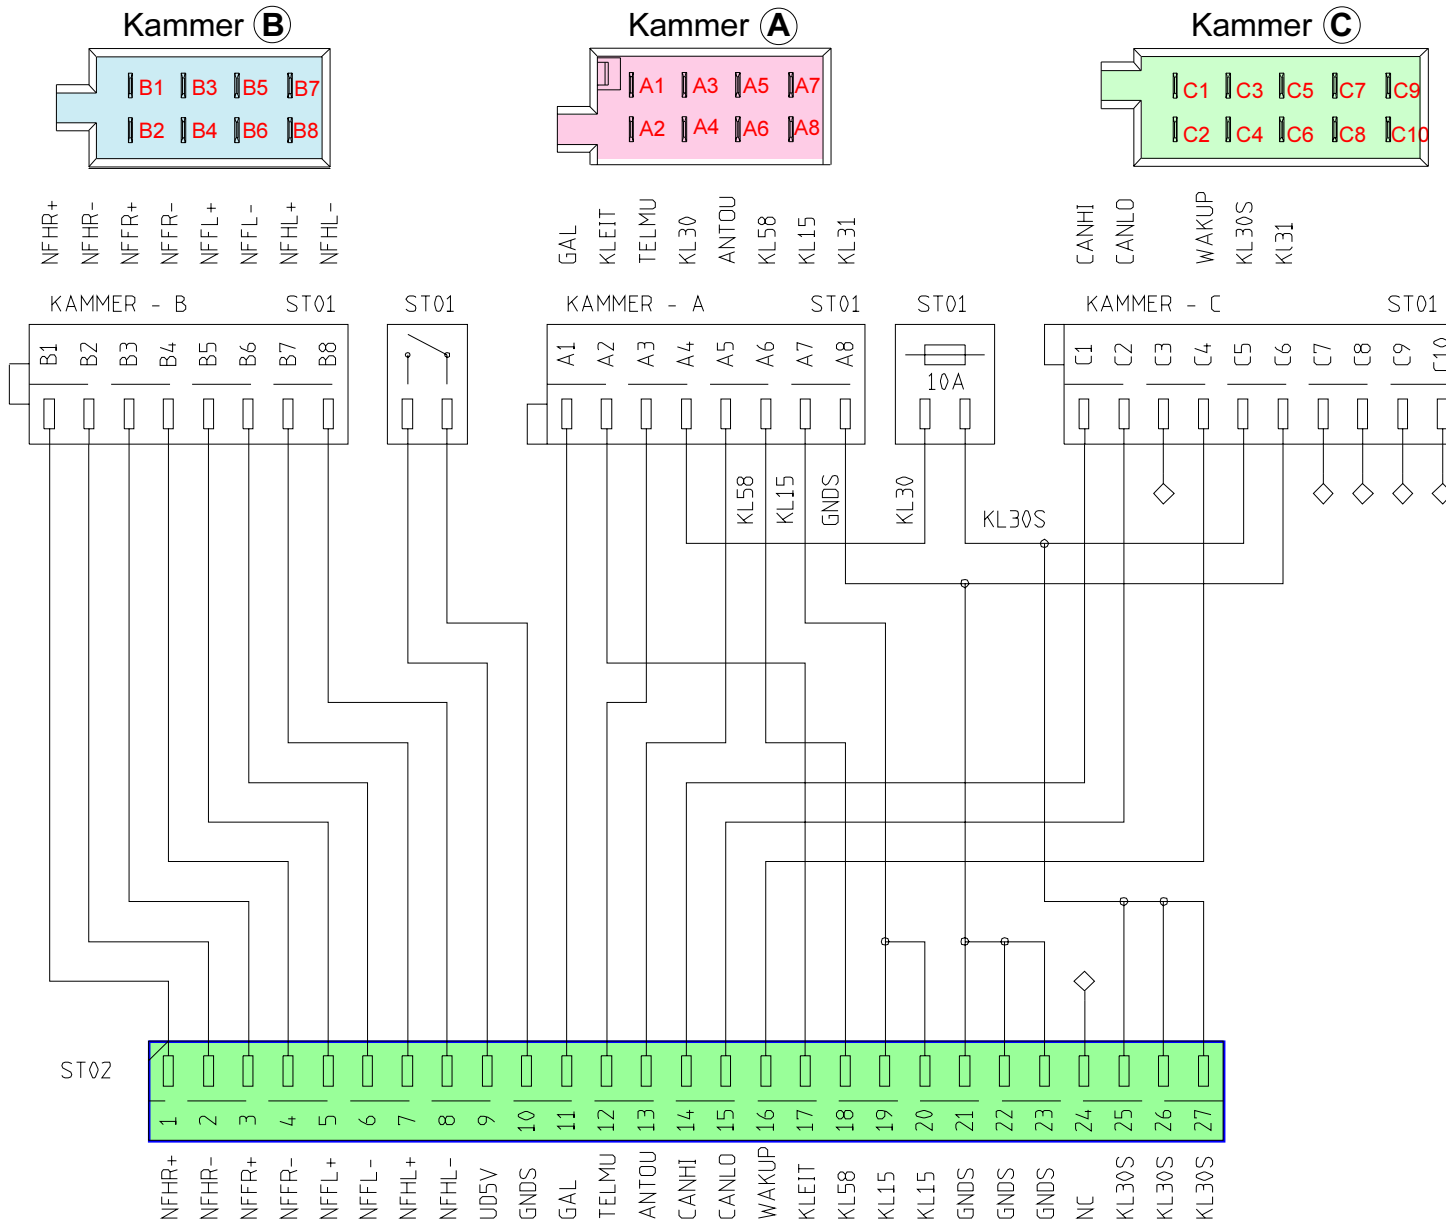 Kammer B
Kammer A
Kammer C
B1 B3 B5 B7
B2 B4 B6 B8
A1 A3 A5 A7
A2 A4 A6 A8
C1 C3 C5 C7 C9
C2 C4 C6 C8 C10
NFHR+
NFHR-
NFFR+
NFFR-
NFFL+
NFFL-
NFHL+
NFHL-
GAL
KLEIT
TELMU
KL30
ANTOU
KL58
KL15
KL31
CANHI
CANLO
WAKUP
KL30S
KL31
KAMMER - B ST01
ST01
KAMMER - A ST01
ST01
KAMMER - C ST01
B1 B2 B3 B4 B5 B6 B7 B8
A1 A2 A3 A4 A5 A6 A7 A8
10A
C1 C2 C3 C4 C5 C6 C7 C8 C9 C10
KL58
KL15
GNDS
KL30
KL30S
ST02
1 2 3 4 5 6 7 8 9 10 11 12 13 14 15 16 17 18 19 20 21 22 23 24 25 26 27
NFHR+
NFHR-
NFFR+
NFFR-
NFFL+
NFFL-
NFHL+
NFHL-
UD5V
GNDS
GAL
TELMU
ANTOU
CANHI
CANLO
WAKUP
KLEIT
KL58
KL15
KL15
GNDS
GNDS
GNDS
NC
KL30S
KL30S
KL30S